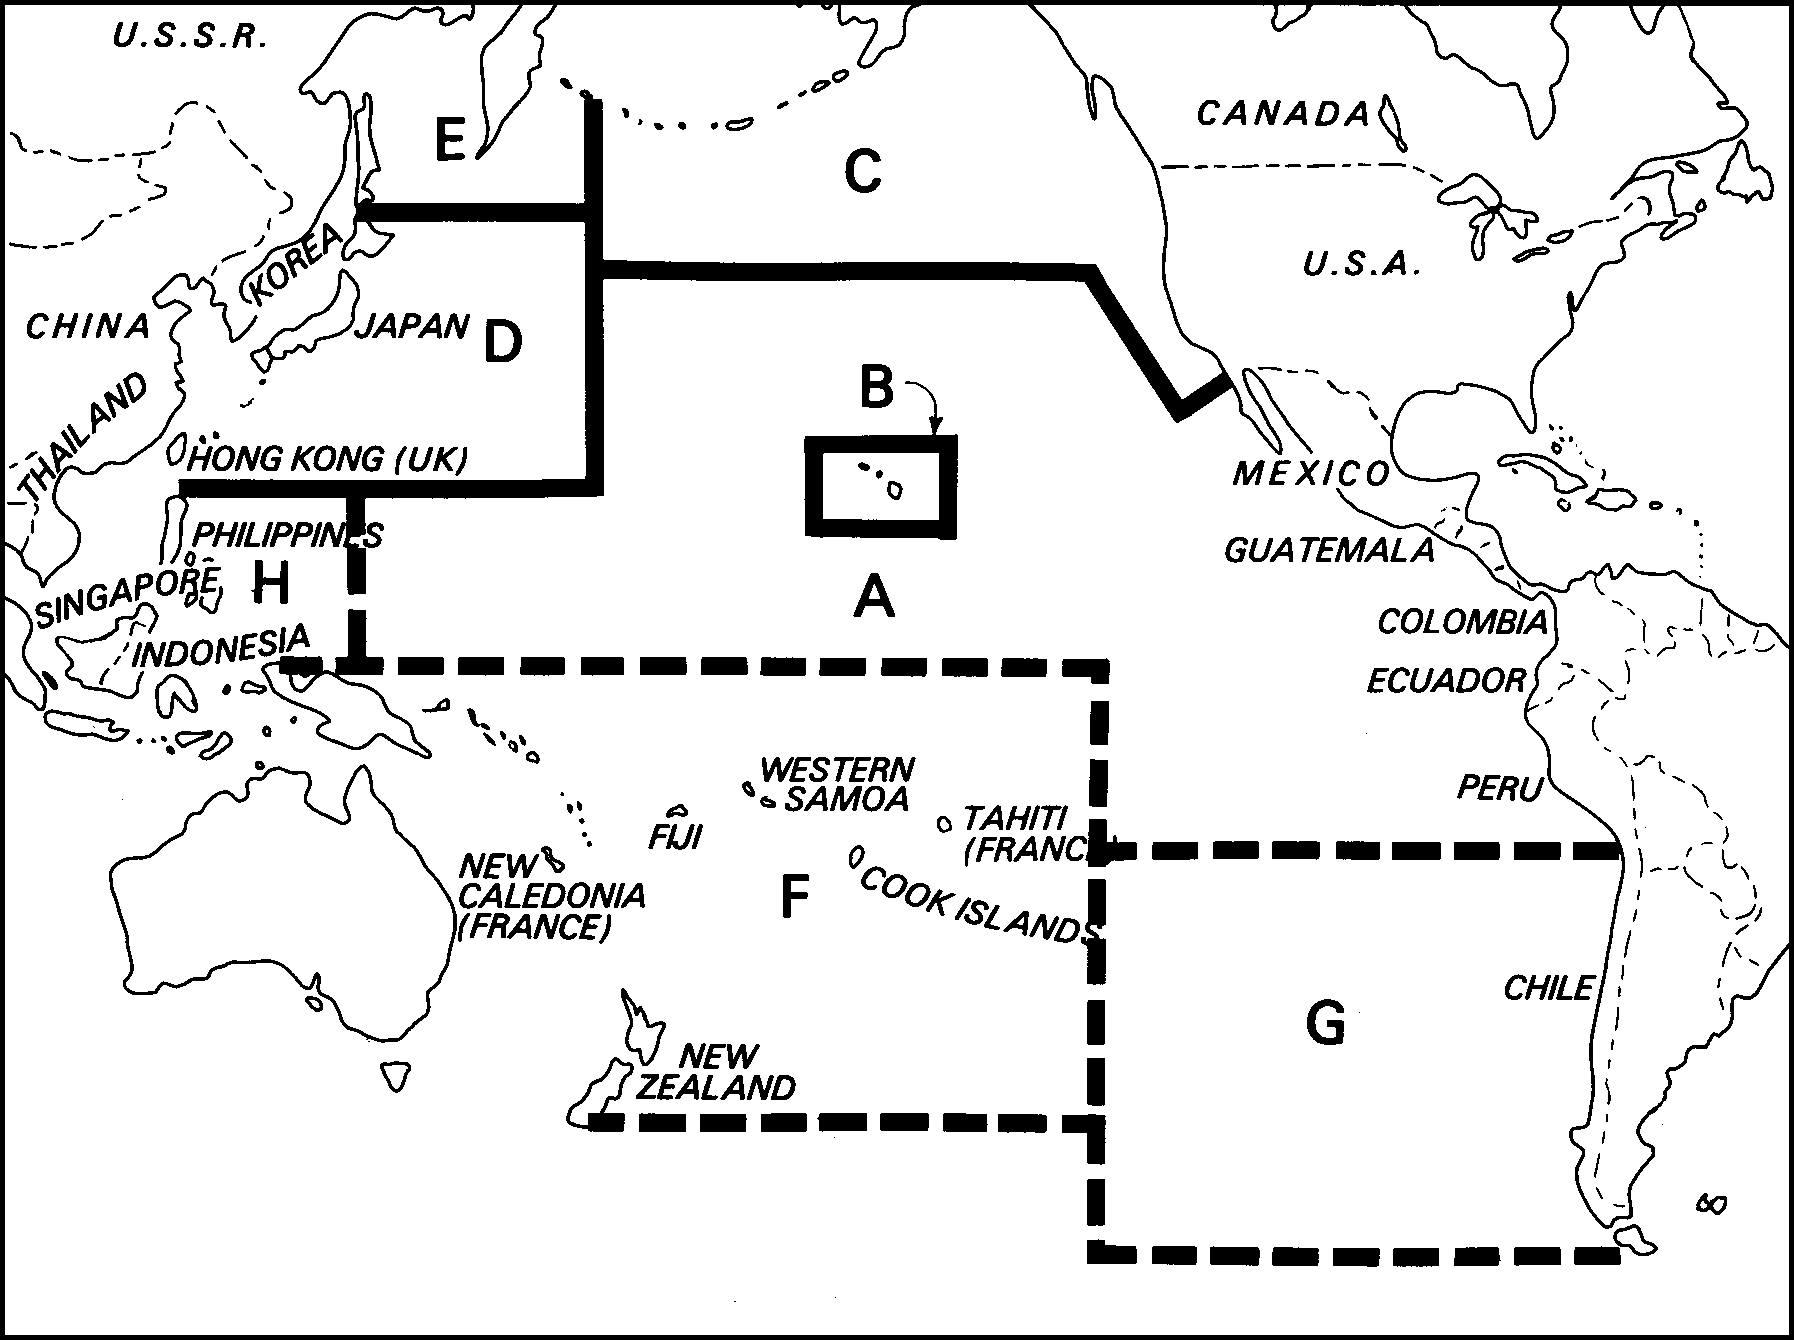 U.S.S.R.
CANADA
E
C
KOREA
U.S.A.
CHINA
JAPAN
D
B
THAILAND
HONG KONG (UK)
MEXICO
PHILIPPINES
GUATEMALA
SINGAPORE
H
A
COLOMBIA
INDONESIA
ECUADOR
WESTERN
SAMOA
PERU
TAHITI
(FRANCE)
FIJI
NEW
CALEDONIA
(FRANCE)
COOK ISLANDS
F
CHILE
G
NEW
ZEALAND